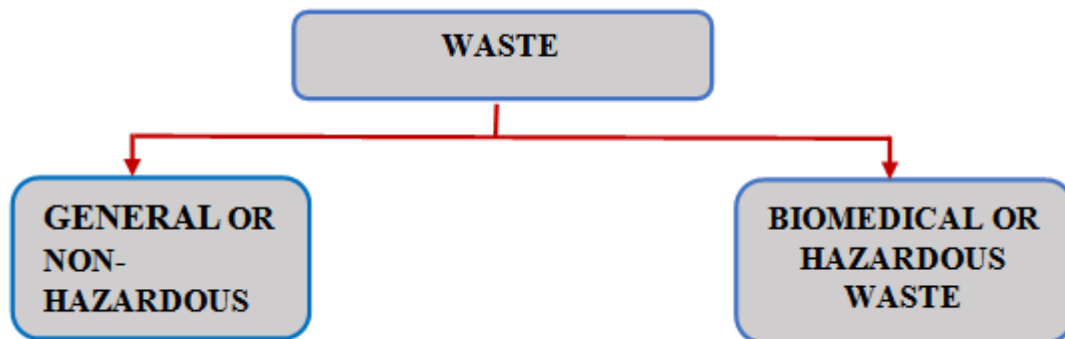 WASTE
GENERAL OR
NON-
HAZARDOUS
BIOMEDICAL OR
HAZARDOUS
WASTE